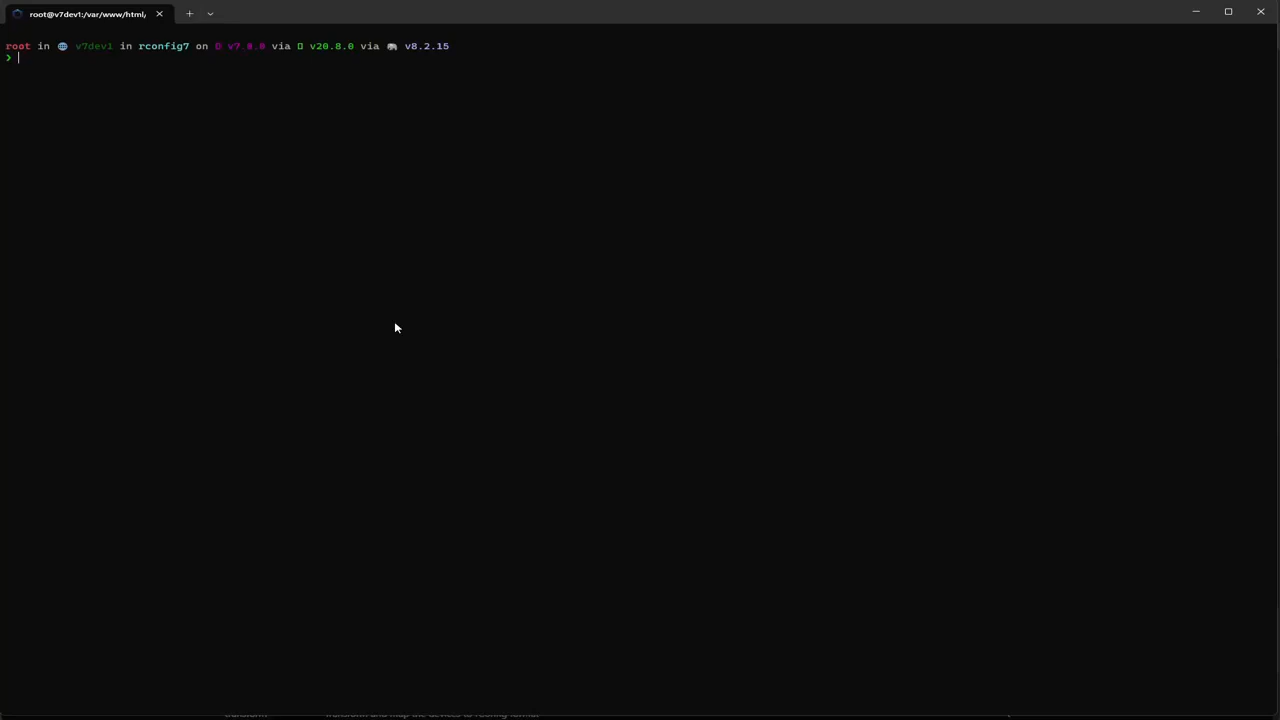 root@v7dev1:/var/www/html/
root in 🌐 v7dev1 in rconfig7 on v7.0.0 via v20.8.0 via 🐘 v8.2.15
❯